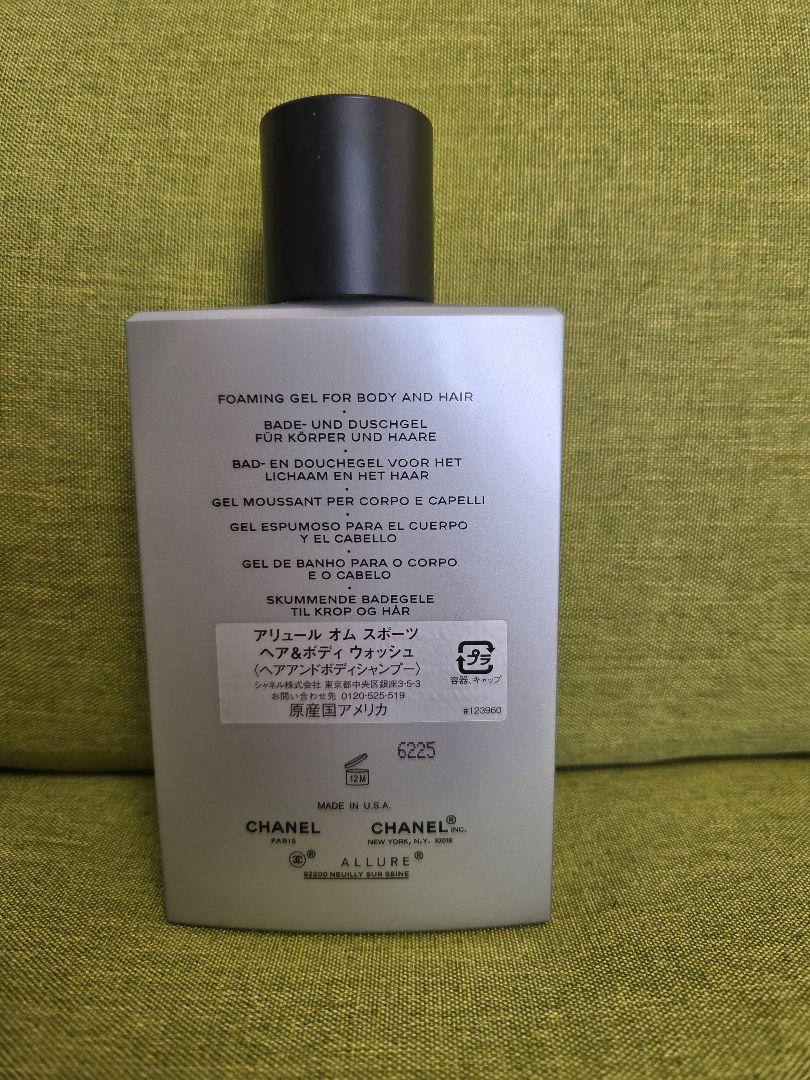 FOAMING GEL FOR BODY AND HAIR
•
BADE- UND DUSCHGEL
FÜR KÖRPER UND HAARE
•
BAD- EN DOUCHEGEL VOOR HET
LICHAAM EN HET HAAR
•
GEL MOUSSANT PER CORPO E CAPELLI
•
GEL ESPUMOSO PARA EL CUERPO
Y EL CABELLO
•
GEL DE BANHO PARA O CORPO
E O CABELO
•
SKUMMENDE BADEGELE
TIL KROP OG HÅR
アリュール オム スポーツ
ヘア&ボディ ウォッシュ
〈ヘアアンドボディシャンプー〉
シャネル株式会社 東京都中央区銀座3-5-3
お問い合わせ先 0120-525-519
原産国アメリカ
プラ
容器、キャップ
#123960
6225
12M
MADE IN U.S.A.
CHANEL
PARIS
CHANEL® INC.
NEW YORK, N.Y. 10019
® ALLURE®
92200 NEUILLY SUR SEINE